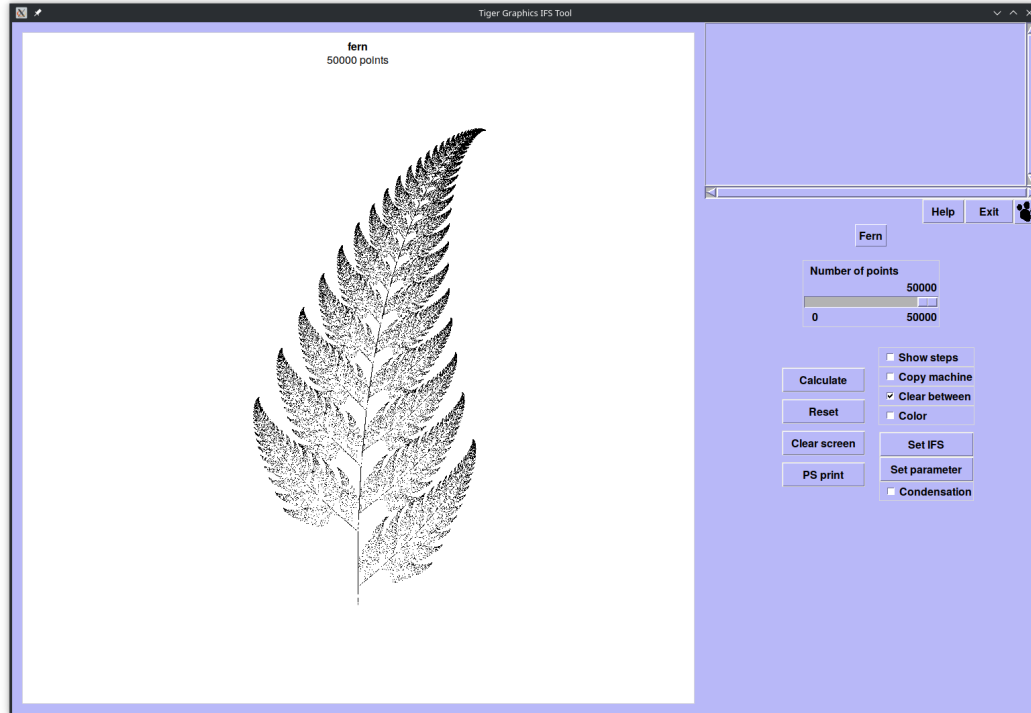 Tiger Graphics IFS Tool
fern
50000 points
Help Exit
Fern
Number of points
50000
0 50000
Show steps
Calculate
Copy machine
Clear between
Reset
Color
Clear screen
Set IFS
Set parameter
PS print
Condensation